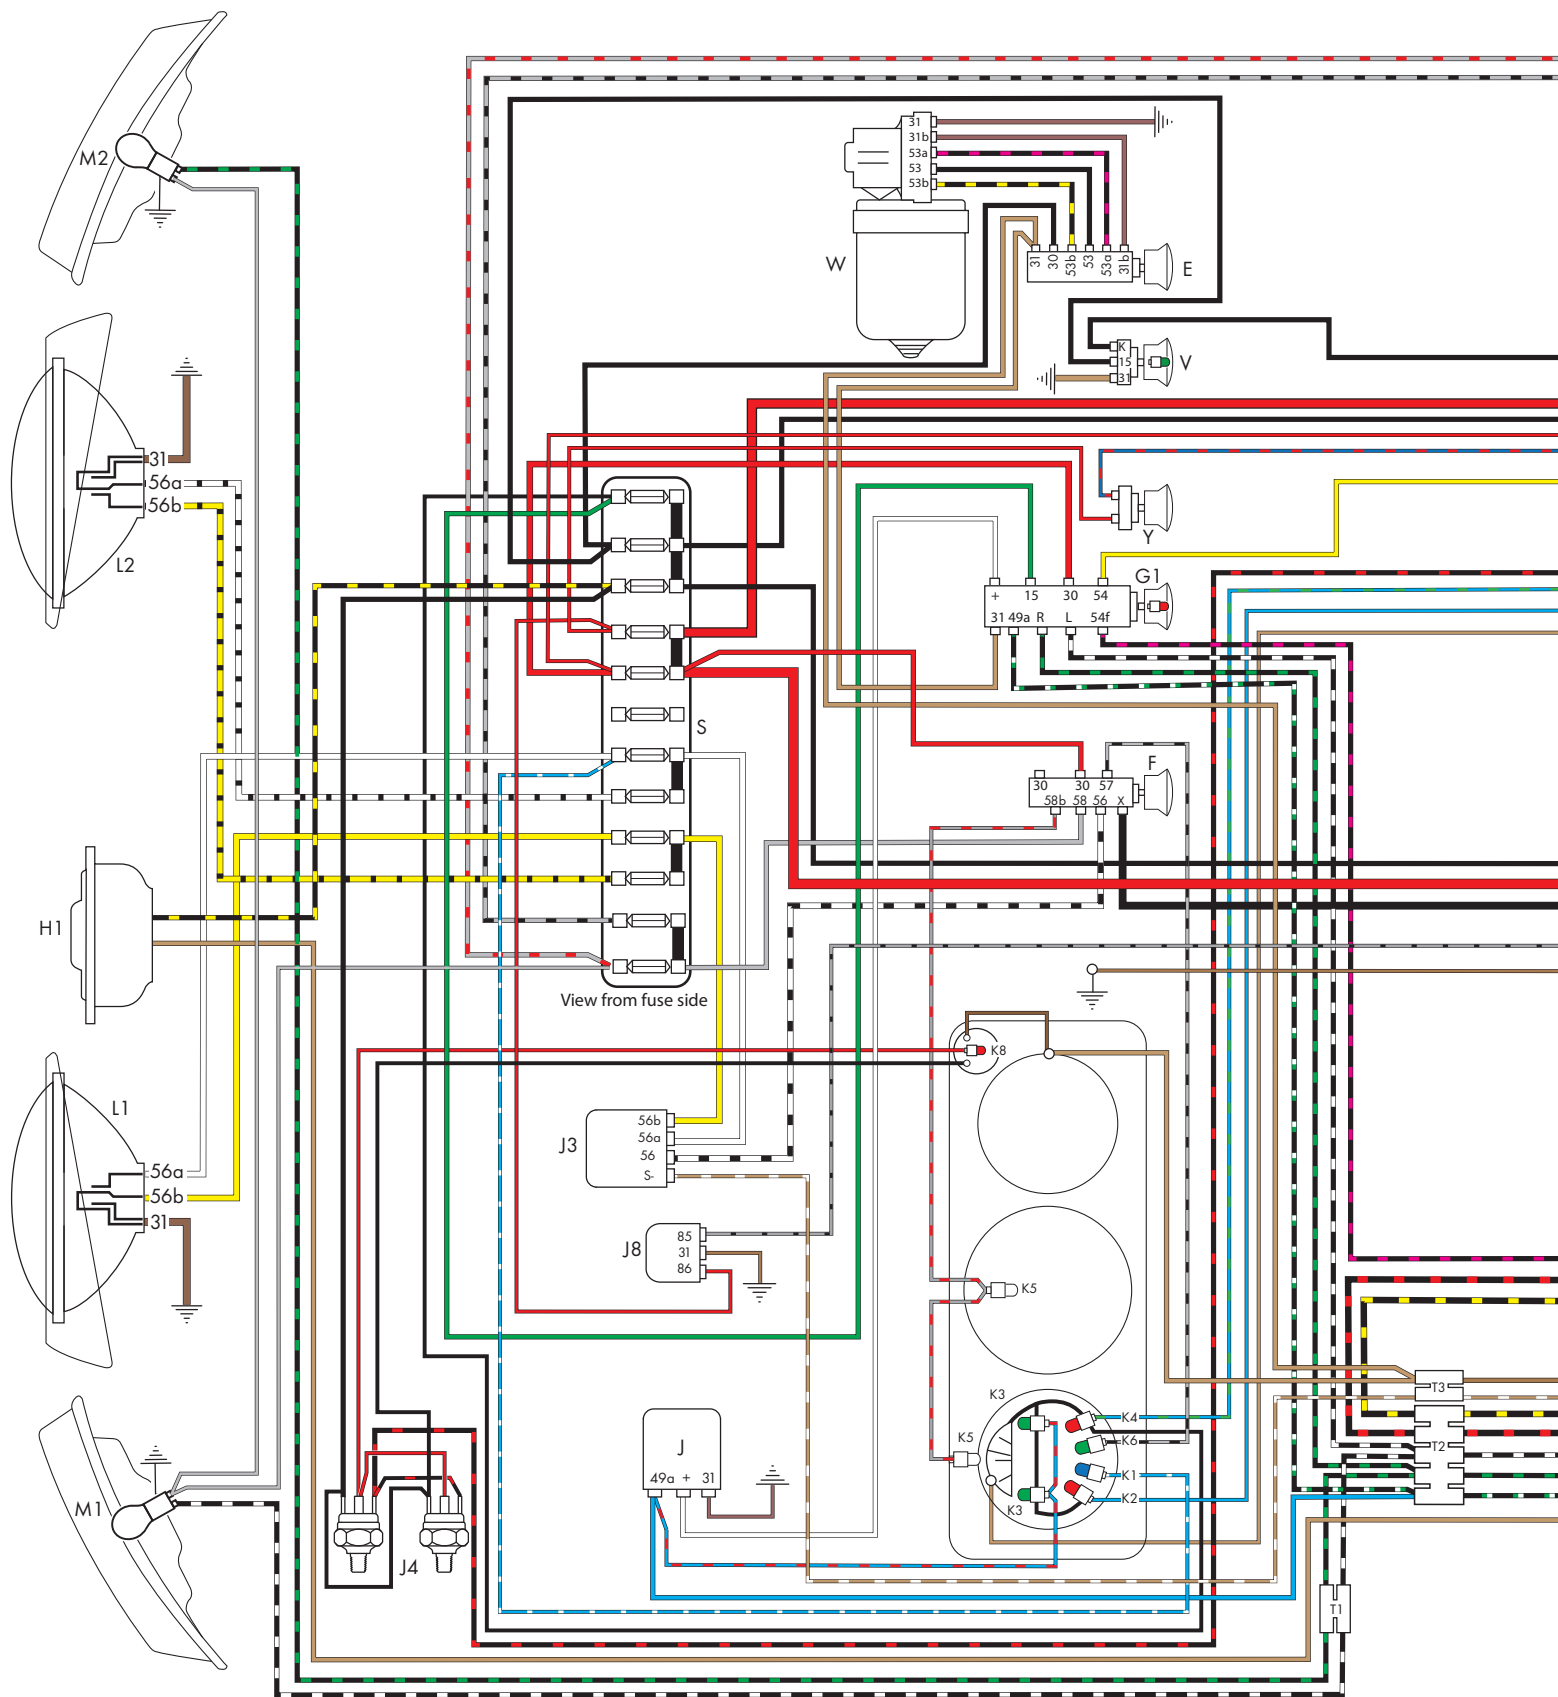 31
31b
53a
53
53b
M2
W
31
30
53b
53
53a
31b
E
K
15
31
V
31
56a
56b
L2
Y
G1
+ 15 30 54
31 49a R L 54f
S
F
30 30 57
58b 58 56 X
H1
View from fuse side
K8
L1
56a
56b
31
J3
56b
56a
56
S-
J8
85
31
86
K5
T3
K3
K4
K5
K6
T2
J
K1
49a + 31
K2
K3
M1
J4
T1